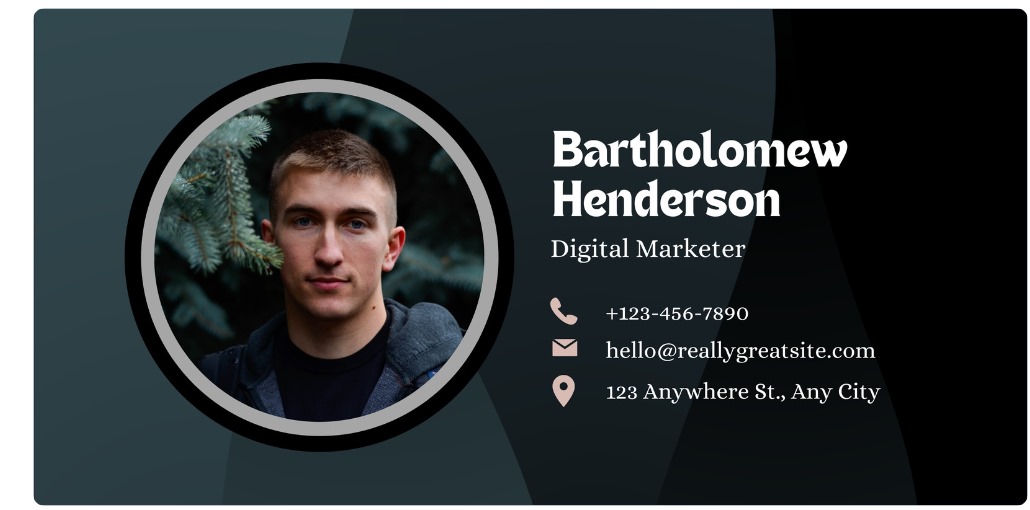 Bartholomew
Henderson
Digital Marketer
+123-456-7890
hello@reallygreatsite.com
123 Anywhere St., Any City